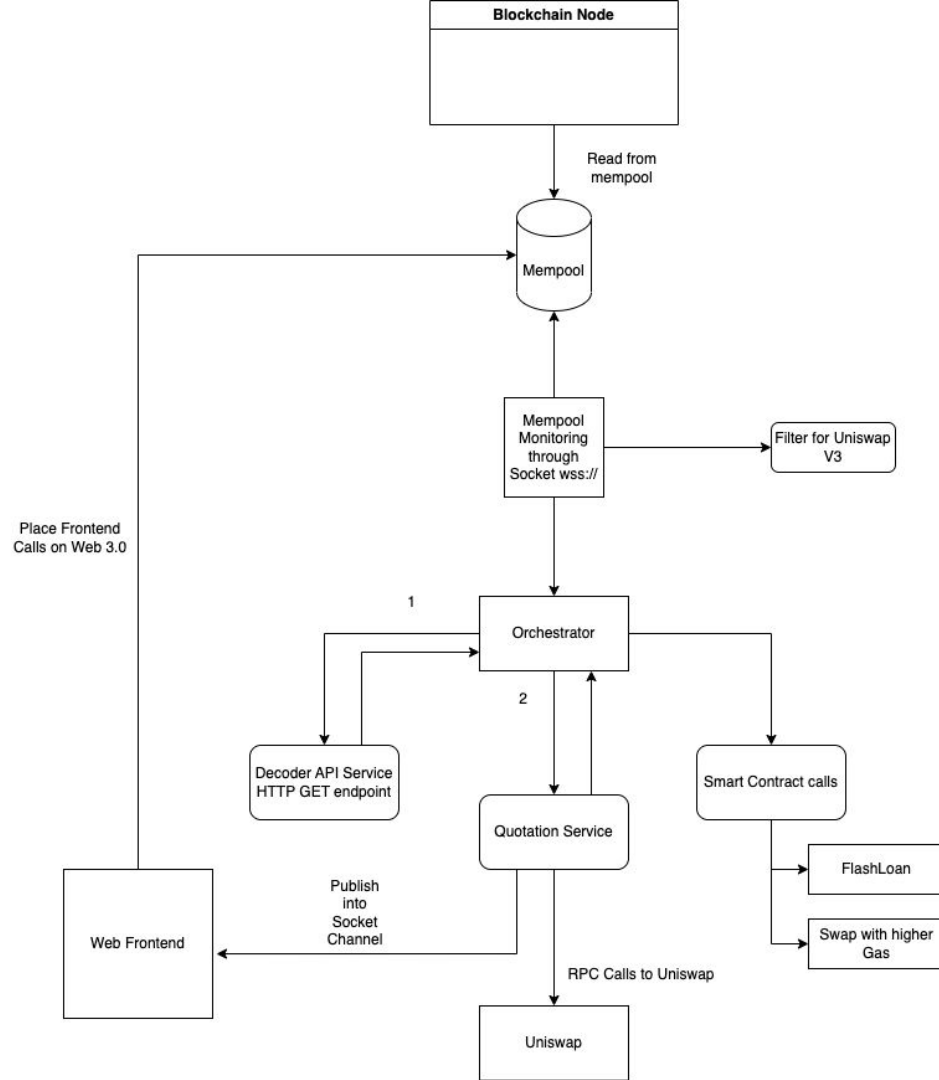 Blockchain Node
Read from
mempool
Mempool
Mempool
Monitoring
through
Socket wss://
Filter for Uniswap
V3
Place Frontend
Calls on Web 3.0
1
Orchestrator
2
Decoder API Service
HTTP GET endpoint
Smart Contract calls
Quotation Service
FlashLoan
Publish
into
Socket
Channel
Web Frontend
Swap with higher
Gas
RPC Calls to Uniswap
Uniswap